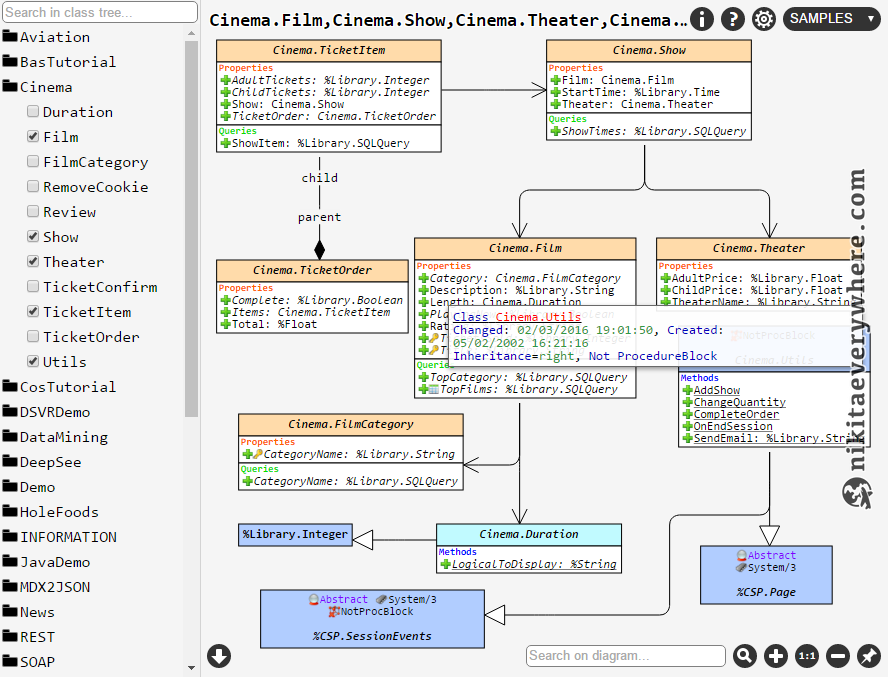 Search in class tree...
Aviation
BasTutorial
Cinema
Duration
Film
FilmCategory
RemoveCookie
Review
Show
Theater
TicketConfirm
TicketItem
TicketOrder
Utils
CosTutorial
DSVRDemo
DataMining
DeepSee
Demo
HoleFoods
INFORMATION
JavaDemo
MDX2JSON
News
REST
SOAP
Cinema.Film,Cinema.Show,Cinema.Theater,Cinema...
SAMPLES
Cinema.TicketItem
Properties
AdultTickets: %Library.Integer
ChildTickets: %Library.Integer
Show: Cinema.Show
TicketOrder: Cinema.TicketOrder
Queries
ShowItem: %Library.SQLQuery
Cinema.Show
Properties
Film: Cinema.Film
StartTime: %Library.Time
Theater: Cinema.Theater
Queries
ShowTimes: %Library.SQLQuery
child
parent
Cinema.TicketOrder
Properties
Complete: %Library.Boolean
Items: Cinema.TicketItem
Total: %Float
Cinema.Film
Properties
Category: Cinema.FilmCategory
Description: %Library.String
Length: Cinema.Duration
Queries
TopCategory: %Library.SQLQuery
TopFilms: %Library.SQLQuery
Cinema.Theater
Properties
AdultPrice: %Library.Float
ChildPrice: %Library.Float
TheaterName: %Library.String
Class Cinema.Utils
Changed: 02/03/2016 19:01:50, Created:
05/02/2002 16:21:16
Inheritance=right, Not ProcedureBlock
NotProcBlock
Cinema.Utils
Methods
AddShow
ChangeQuantity
CompleteOrder
OnEndSession
SendEmail: %Library.String
Cinema.FilmCategory
Properties
CategoryName: %Library.String
Queries
CategoryName: %Library.SQLQuery
%Library.Integer
Cinema.Duration
Methods
LogicalToDisplay: %String
Abstract System/3
NotProcBlock
%CSP.SessionEvents
Abstract
System/3
%CSP.Page
Search on diagram...
1:1
nikitaeverywhere.com